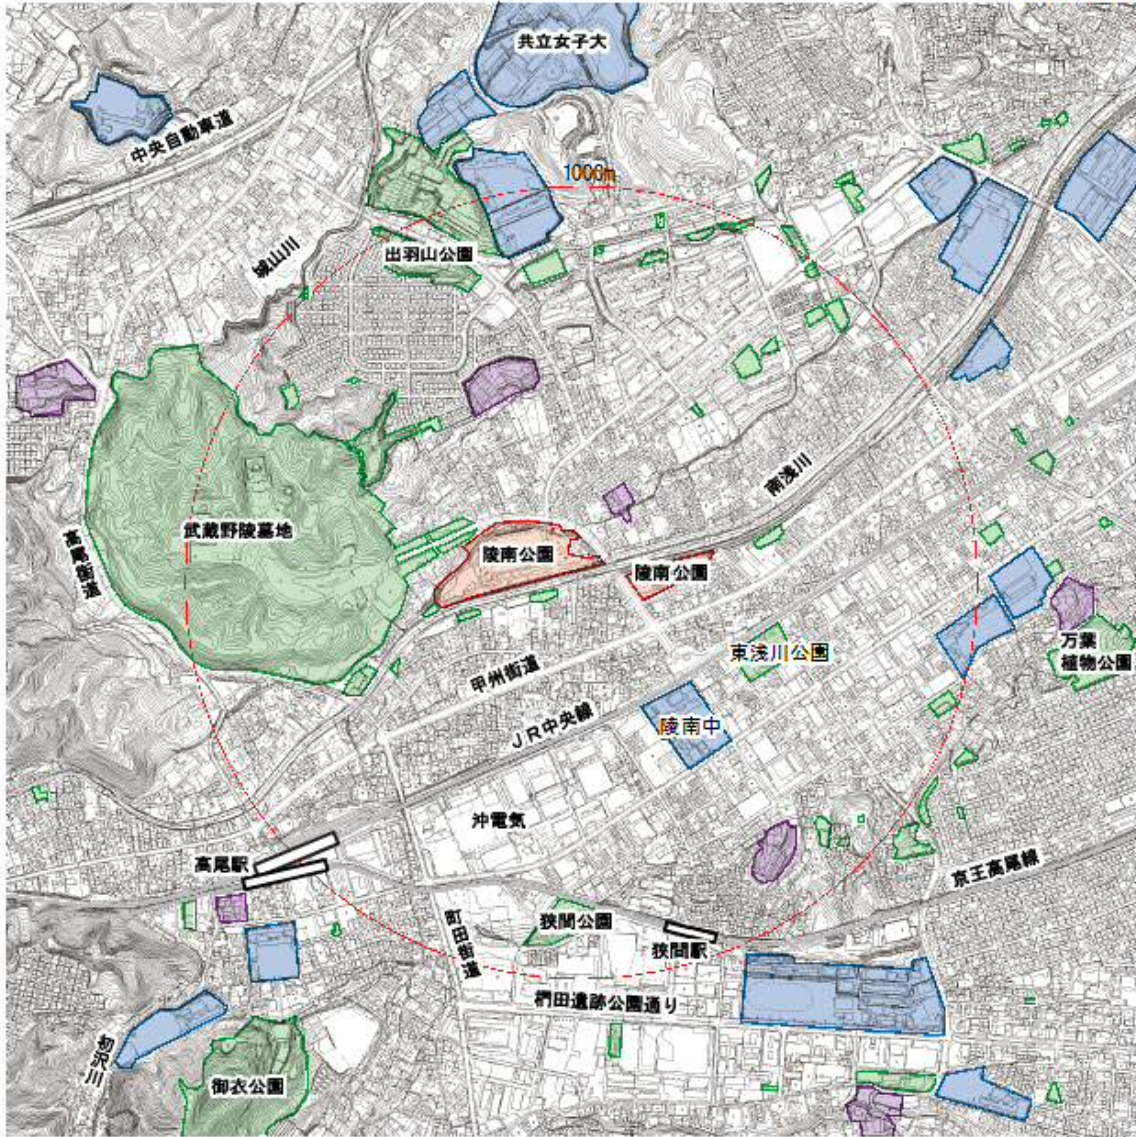 共立女子大
中央自動車道
1000m
出羽山公園
城山川
南浅川
武蔵野陵墓地
高尾街道
陵南公園
陵南公園
東浅川公園
万葉
植物公園
甲州街道
JR中央線
陵南中
沖電気
高尾駅
京王高尾線
狭間公園
町田街道
狭間駅
椚田遺跡公園通り
初沢川
御衣公園